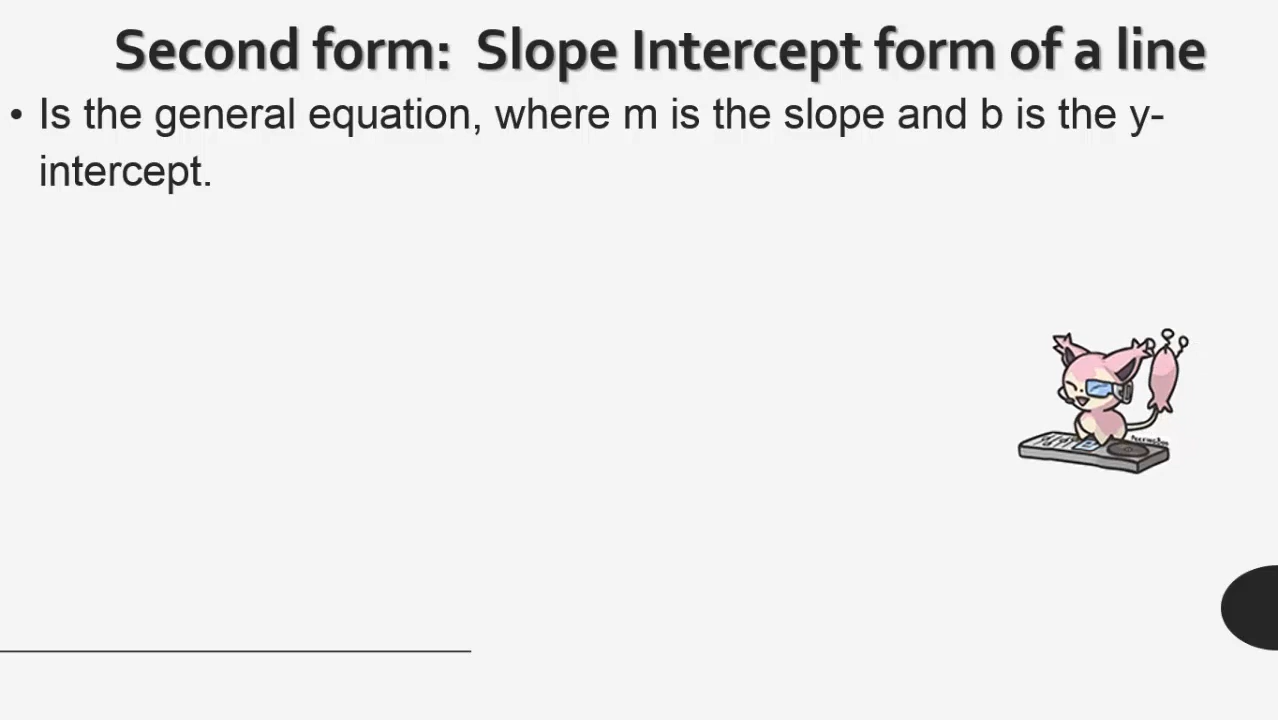 Second form:  Slope Intercept form of a line
• Is the general equation, where m is the slope and b is the y-
intercept.